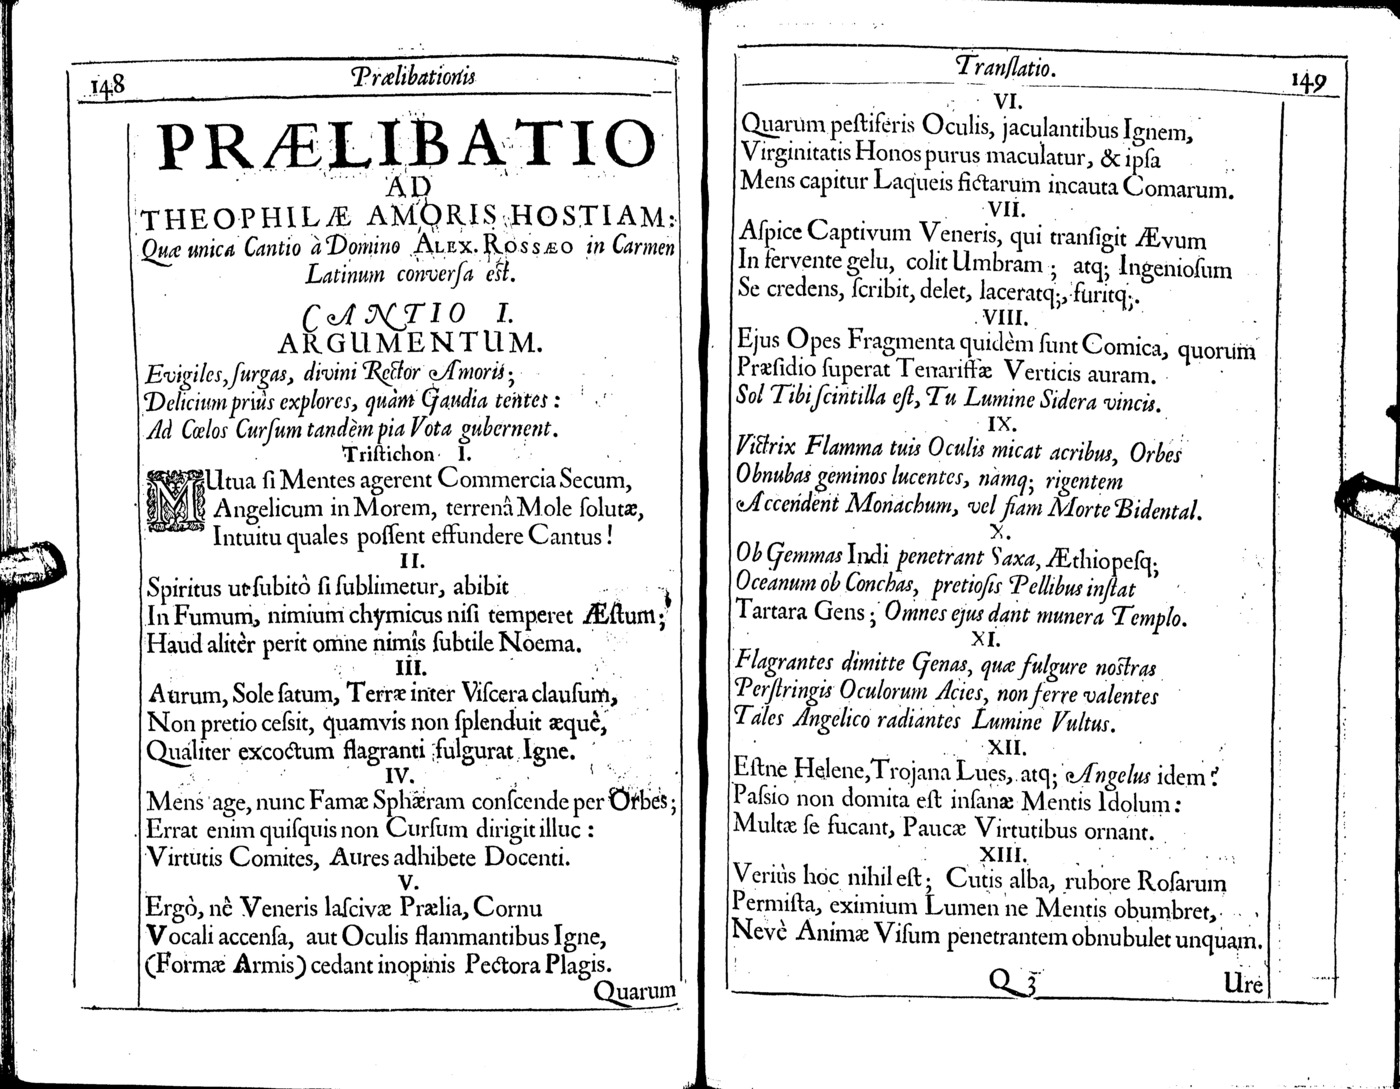 148 Prælibationis
PRÆLIBATIO
AD
THEOPHILÆ AMORIS HOSTIAM:
Quæ unica Cantio à Domino ALEX. ROSSÆO in Carmen
Latinum converſa eſt.
CANTIO I.
ARGUMENTUM.
Evigiles, ſurgas, divini Rector Amoris;
Delicium priùs explores, quàm Gaudia tentes:
Ad Cœlos Curſum tandèm pia Vota gubernent.
Triſtichon I.
MUtua ſi Mentes agerent Commercia Secum,
Angelicum in Morem, terrenâ Mole ſolutæ,
Intuitu quales poſſent effundere Cantus!
II.
Spiritus ut ſubitò ſi ſublimetur, abibit
In Fumum, nimium chymicus niſi temperet Æſtum;
Haud alitèr perit omne nimîs ſubtile Noema.
III.
Aurum, Sole ſatum, Terræ inter Viſcera clauſum,
Non pretio ceſsit, quamvis non ſplenduit æquè,
Qualiter excoctum flagranti fulgurat Igne.
IV.
Mens age, nunc Famæ Sphæram conſcende per Orbes;
Errat enim quiſquis non Curſum dirigit illuc:
Virtutis Comites, Aures adhibete Docenti.
V.
Ergò, nè Veneris laſcivæ Prælia, Cornu
Vocali accenſa, aut Oculis flammantibus Igne,
(Formæ Armis) cedant inopinis Pectora Plagis.
Quarum
Tranſlatio. 149
VI.
Quarum peſtiferis Oculis, jaculantibus Ignem,
Virginitatis Honos purus maculatur, & ipſa
Mens capitur Laqueis fictarum incauta Comarum.
VII.
Aſpice Captivum Veneris, qui tranſigit Ævum
In fervente gelu, colit Umbram; atq; Ingenioſum
Se credens, ſcribit, delet, laceratq;, furitq;.
VIII.
Ejus Opes Fragmenta quidèm ſunt Comica, quorum
Præſidio ſuperat Tenariffæ Verticis auram.
Sol Tibi ſcintilla eſt, Tu Lumine Sidera vincis.
IX.
Victrix Flamma tuis Oculis micat acribus, Orbes
Obnubas geminos lucentes, namq; rigentem
Accendent Monachum, vel fiam Morte Bidental.
X.
Ob Gemmas Indi penetrant Saxa, Æthiopeſq;
Oceanum ob Conchas, pretioſis Pellibus inſtat
Tartara Gens; Omnes ejus dant munera Templo.
XI.
Flagrantes dimitte Genas, quæ fulgure noſtras
Perſtringis Oculorum Acies, non ferre valentes
Tales Angelico radiantes Lumine Vultus.
XII.
Eſtne Helene, Trojana Lues, atq; Angelus idem?
Paſsio non domita eſt inſanæ Mentis Idolum:
Multæ ſe fucant, Paucæ Virtutibus ornant.
XIII.
Veriùs hoc nihil eſt; Cutis alba, rubore Roſarum
Permiſta, eximium Lumen ne Mentis obumbret,
Nevè Animæ Viſum penetrantem obnubulet unquam.
Q 3 Ure